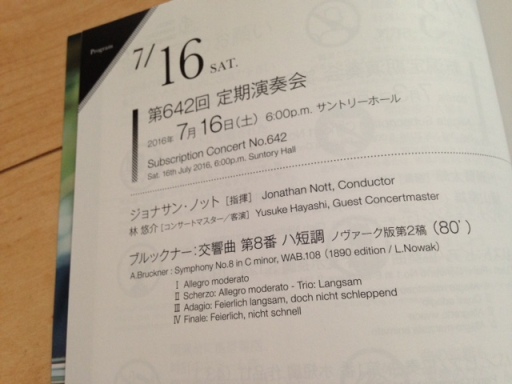 Program
7/16 SAT.
第642回 定期演奏会
2016年 7月16日(土) 6:00p.m. サントリーホール
Subscription Concert No.642
Sat. 16th July 2016, 6:00p.m. Suntory Hall
ジョナサン・ノット [指揮] Jonathan Nott, Conductor
林 悠介 [コンサートマスター/客演] Yusuke Hayashi, Guest Concertmaster
ブルックナー:交響曲 第8番 ハ短調 ノヴァーク版第2稿 (80')
A.Bruckner : Symphony No.8 in C minor, WAB.108 (1890 edition / L.Nowak)
Ⅰ Allegro moderato
Ⅱ Scherzo: Allegro moderato - Trio: Langsam
Ⅲ Adagio: Feierlich langsam, doch nicht schleppend
Ⅳ Finale: Feierlich, nicht schnell